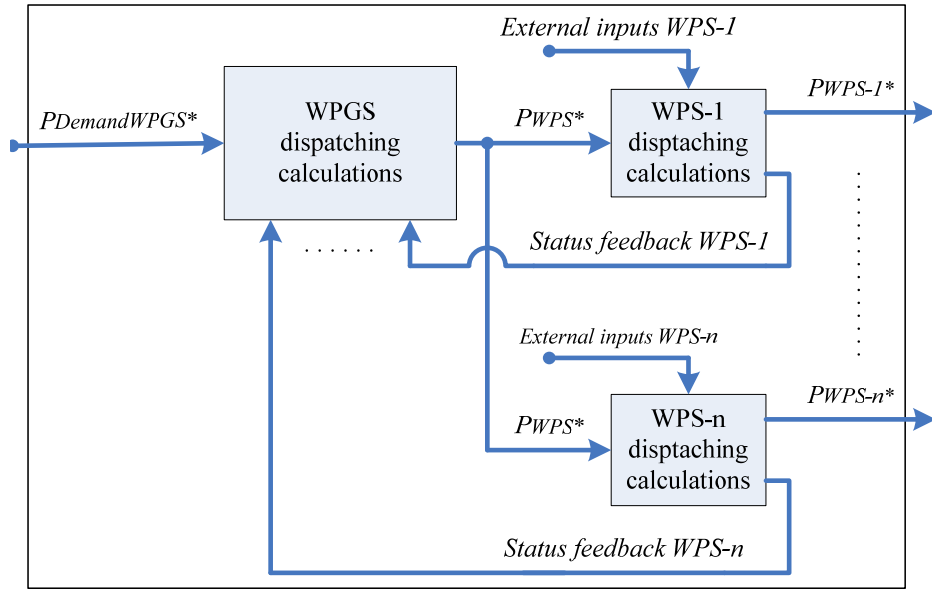 External inputs WPS-1
PDemandWPGS*
WPGS
dispatching
calculations
PWPS*
WPS-1
disptaching
calculations
PWPS-1*
Status feedback WPS-1
. . . . . .
External inputs WPS-n
PWPS*
WPS-n
disptaching
calculations
PWPS-n*
Status feedback WPS-n